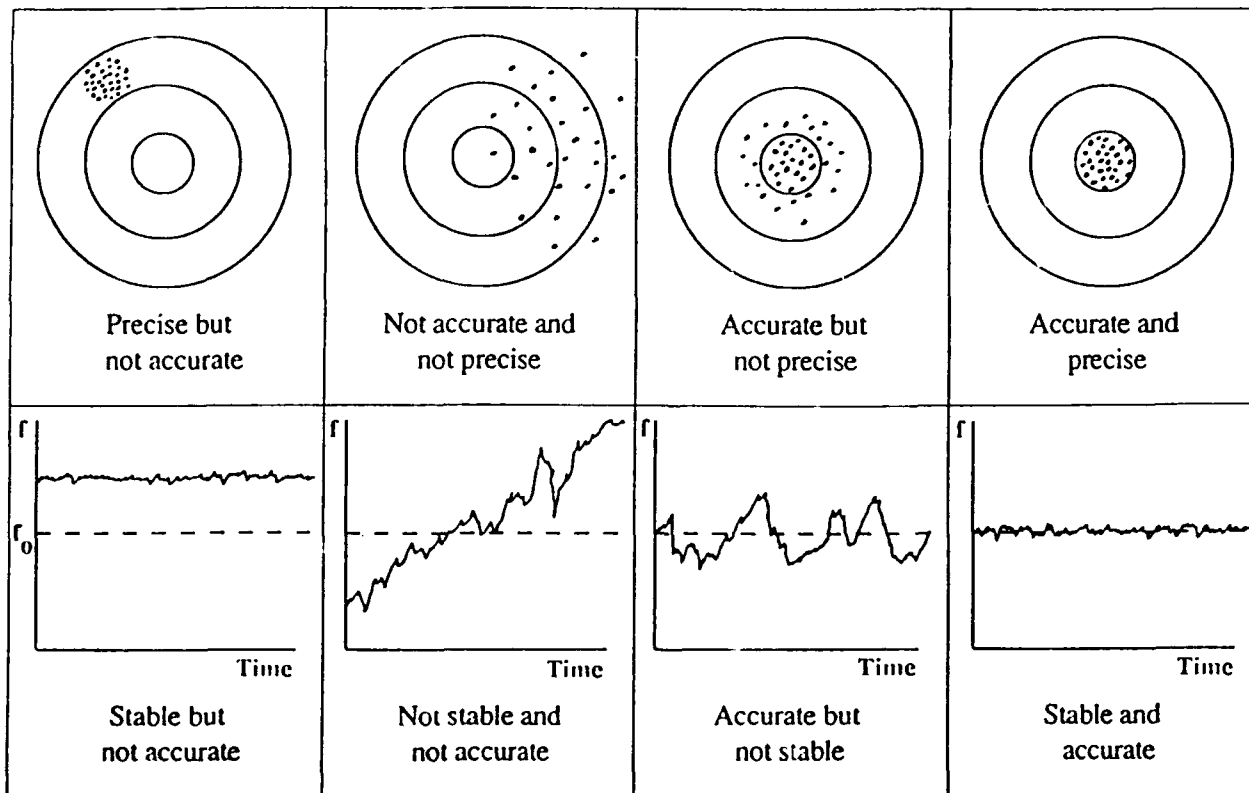 Precise but
not accurate
Not accurate and
not precise
Accurate but
not precise
Accurate and
precise
f
f₀
Time
Stable but
not accurate
f
Time
Not stable and
not accurate
f
Time
Accurate but
not stable
f
Time
Stable and
accurate